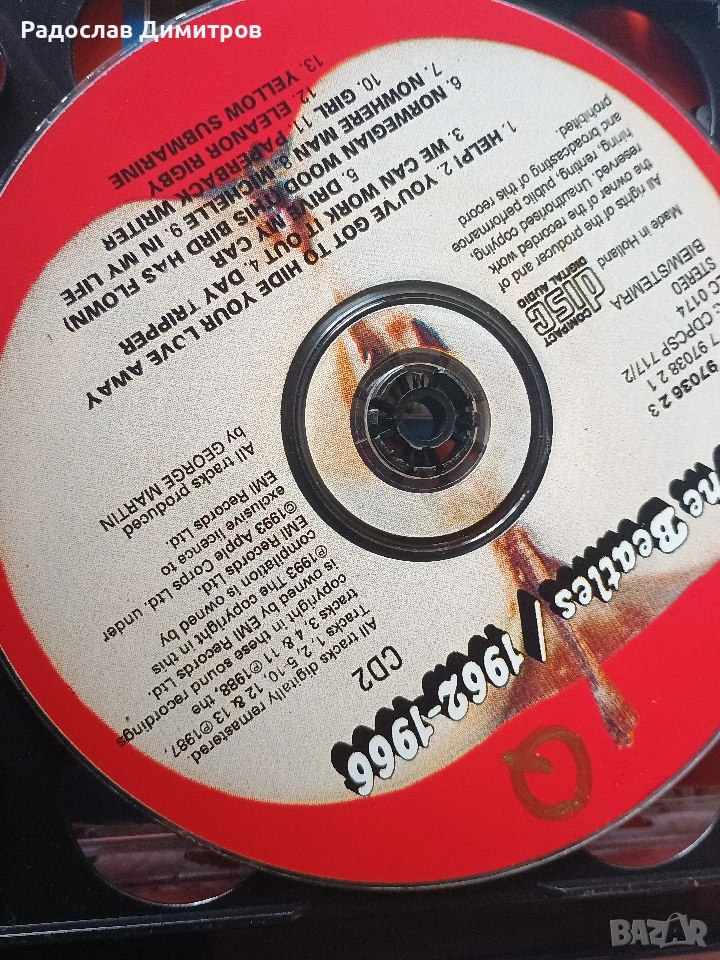 Радослав Димитров
The Beatles / 1962-1966
CD2
1. HELP! 2. YOU'VE GOT TO HIDE YOUR LOVE AWAY
3. WE CAN WORK IT OUT 4. DAY TRIPPER
5. DRIVE MY CAR
6. NORWEGIAN WOOD (THIS BIRD HAS FLOWN)
7. NOWHERE MAN 8. MICHELLE 9. IN MY LIFE
10. GIRL 11. PAPERBACK WRITER
12. ELEANOR RIGBY
13. YELLOW SUBMARINE
All rights of the producer and of
the owner of the recorded work
reserved. Unauthorised copying,
hiring, renting, public performance
and broadcasting of this record
prohibited.
Made in Holland
COMPACT
disc
DIGITAL AUDIO
BIEM/STEMRA
STEREO
0174
CDPCSP 717/2
7 97038 2 1
97036 2 3
All tracks produced
by GEORGE MARTIN
All tracks digitally remastered.
Tracks 1, 2, 5-10, 12 & 13 ℗1987,
Tracks 3, 4 & 11 ℗1988, the
copyright in these sound recordings
is owned by EMI Records Ltd.
℗1993 The copyright in this
compilation is owned by
EMI Records Ltd.
©1993 Apple Corps Ltd. under
exclusive licence to
EMI Records Ltd.
BAZAR